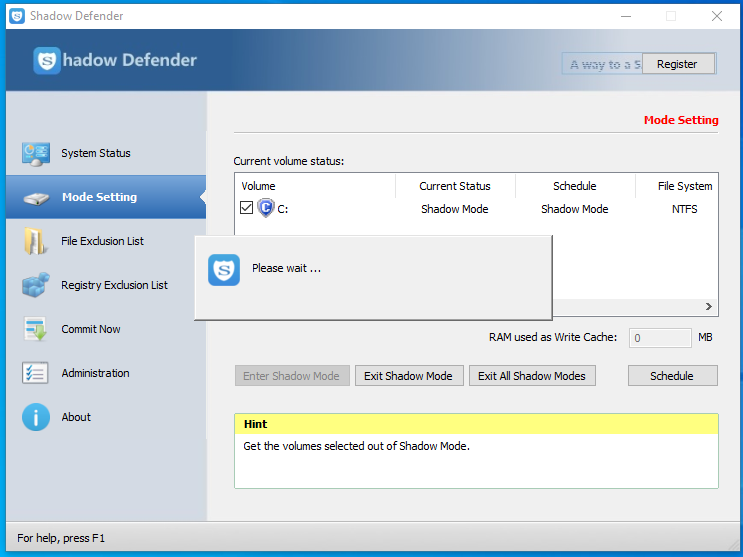 Shadow Defender
hadow Defender
A way to a S
Register
Mode Setting
System Status
Mode Setting
File Exclusion List
Registry Exclusion List
Commit Now
Administration
About
Current volume status:
Volume Current Status Schedule File System
C: Shadow Mode Shadow Mode NTFS
Please wait ...
RAM used as Write Cache: 0 MB
Enter Shadow Mode Exit Shadow Mode Exit All Shadow Modes Schedule
Hint
Get the volumes selected out of Shadow Mode.
For help, press F1